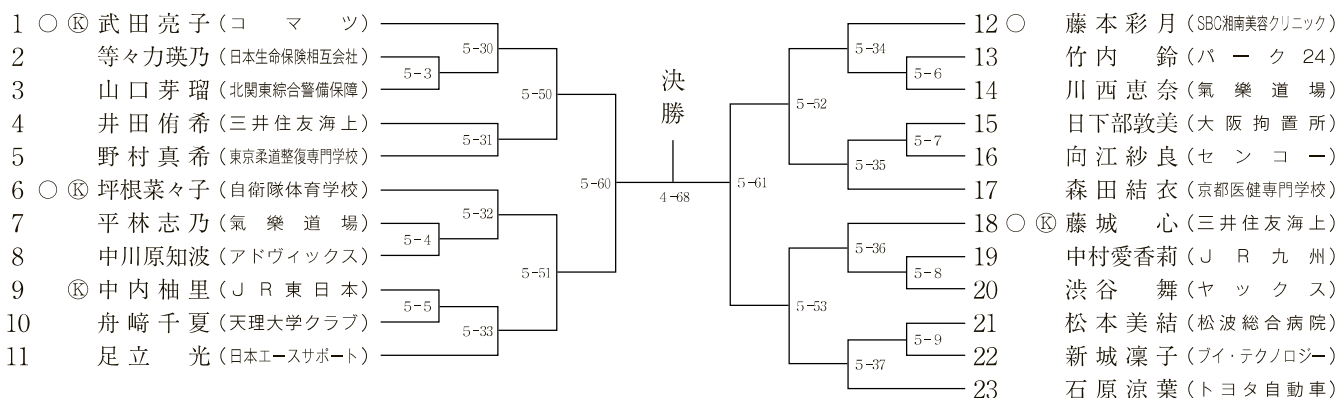 1 ○ Ⓚ 武田亮子(コマツ)
2 等々力瑛乃(日本生命保険相互会社)
3 山口芽瑠(北関東綜合警備保障)
4 井田侑希(三井住友海上)
5 野村真希(東京柔道整復専門学校)
6 ○ Ⓚ 坪根菜々子(自衛隊体育学校)
7 平林志乃(氣樂道場)
8 中川原知波(アドヴィックス)
9 Ⓚ 中内柚里(JR東日本)
10 舟﨑千夏(天理大学クラブ)
11 足立光(日本エースサポート)
5-30
5-3
5-50
5-31
5-60
5-32
5-4
5-51
5-5
5-33
決勝
4-68
5-34
5-6
5-52
5-7
5-35
5-61
5-36
5-8
5-53
5-9
5-37
12 ○ 藤本彩月(SBC湘南美容クリニック)
13 竹内鈴(パーク24)
14 川西恵奈(氣樂道場)
15 日下部敦美(大阪拘置所)
16 向江紗良(センコー)
17 森田結衣(京都医健専門学校)
18 ○ Ⓚ 藤城心(三井住友海上)
19 中村愛香莉(JR九州)
20 渋谷舞(ヤックス)
21 松本美結(松波総合病院)
22 新城凜子(ブイ・テクノロジー)
23 石原涼葉(トヨタ自動車)